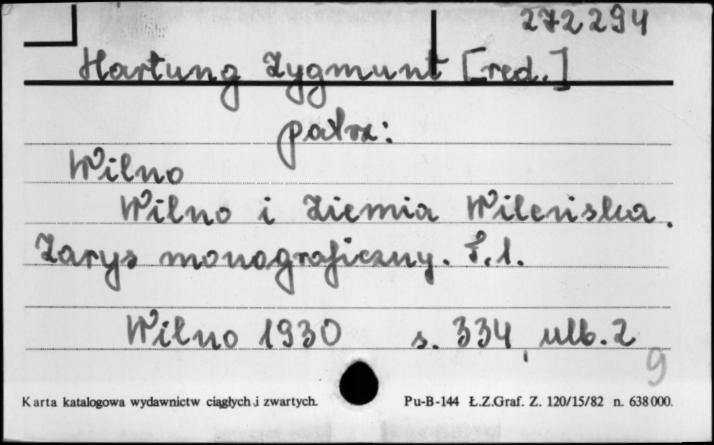 272294
Hartung Zygmunt [red.]
patrz:
Wilno
Wilno i Ziemia Wileńska.
Zarys monograficzny. T.1.
Wilno 1930 s. 334, ulb. 2
9
Karta katalogowa wydawnictw ciągłych i zwartych. Pu-B-144 Ł.Z.Graf. Z. 120/15/82 n. 638000.